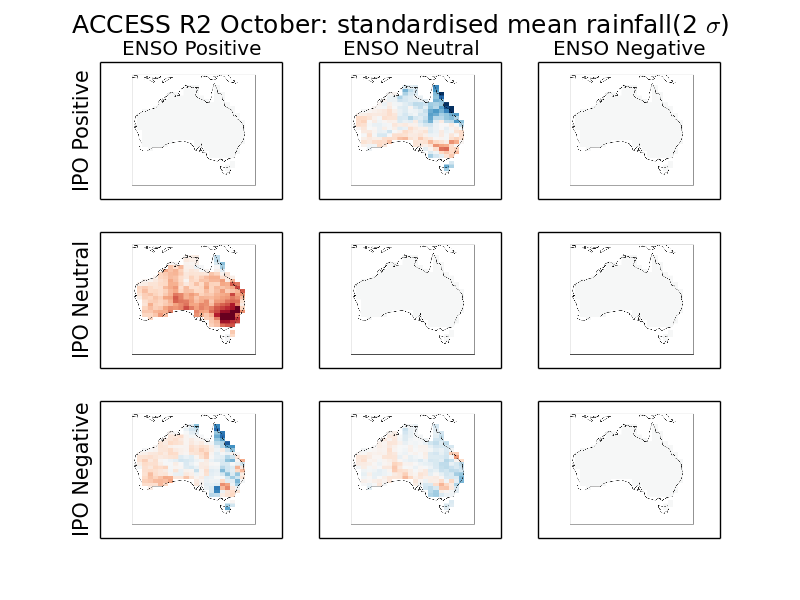 ACCESS R2 October: standardised mean rainfall(2 σ)
ENSO Positive
ENSO Neutral
ENSO Negative
IPO Positive
IPO Neutral
IPO Negative